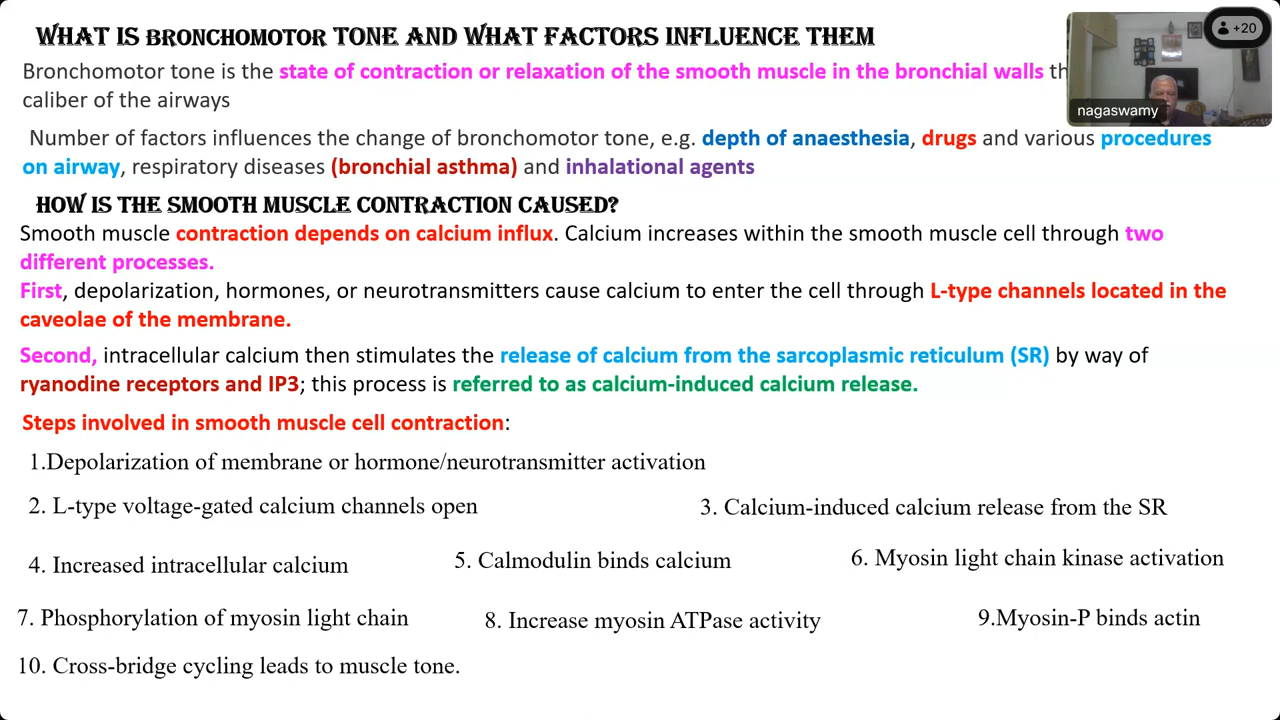 WHAT IS BRONCHOMOTOR TONE AND WHAT FACTORS INFLUENCE THEM
+20
Bronchomotor tone is the state of contraction or relaxation of the smooth muscle in the bronchial walls th
caliber of the airways
nagaswamy
Number of factors influences the change of bronchomotor tone, e.g. depth of anaesthesia, drugs and various procedures
on airway, respiratory diseases (bronchial asthma) and inhalational agents
HOW IS THE SMOOTH MUSCLE CONTRACTION CAUSED?
Smooth muscle contraction depends on calcium influx. Calcium increases within the smooth muscle cell through two
different processes.
First, depolarization, hormones, or neurotransmitters cause calcium to enter the cell through L-type channels located in the
caveolae of the membrane.
Second, intracellular calcium then stimulates the release of calcium from the sarcoplasmic reticulum (SR) by way of
ryanodine receptors and IP3; this process is referred to as calcium-induced calcium release.
Steps involved in smooth muscle cell contraction:
1.Depolarization of membrane or hormone/neurotransmitter activation
2. L-type voltage-gated calcium channels open
3. Calcium-induced calcium release from the SR
4. Increased intracellular calcium
5. Calmodulin binds calcium
6. Myosin light chain kinase activation
7. Phosphorylation of myosin light chain
8. Increase myosin ATPase activity
9.Myosin-P binds actin
10. Cross-bridge cycling leads to muscle tone.